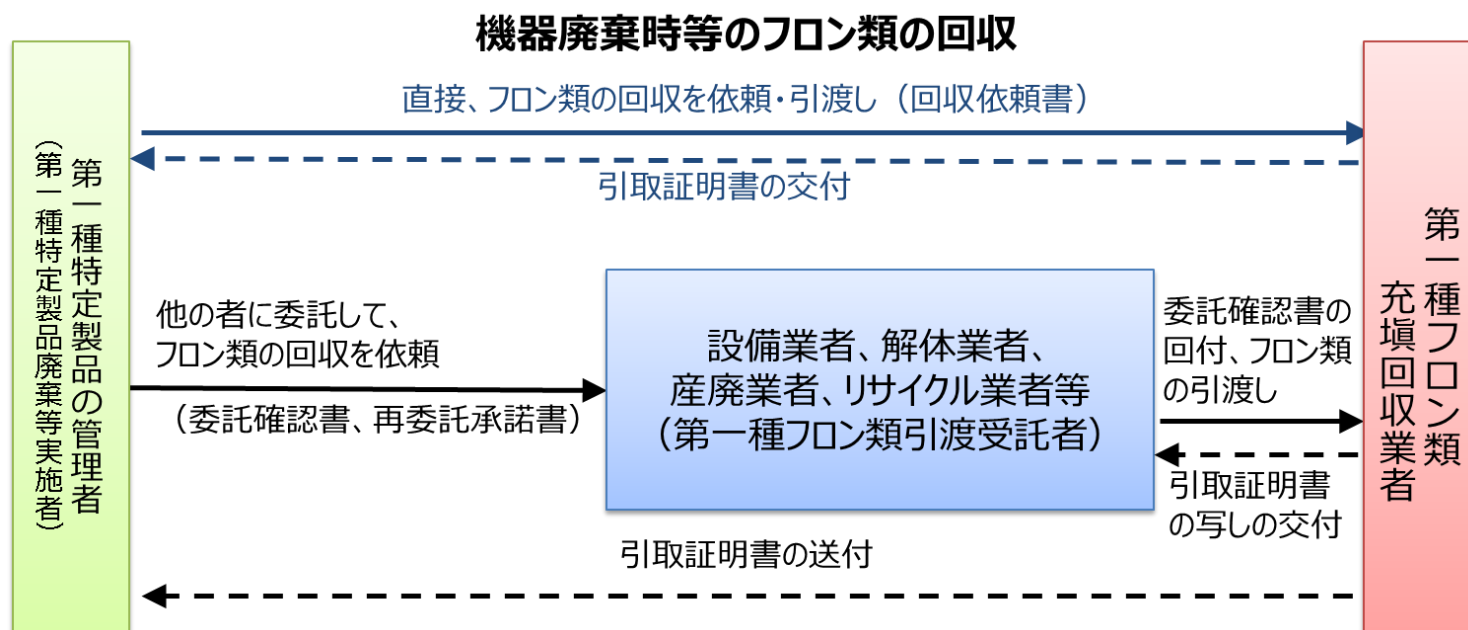 機器廃棄時等のフロン類の回収
直接、フロン類の回収を依頼・引渡し（回収依頼書）
引取証明書の交付
第一種特定製品の管理者
（第一種特定製品廃棄等実施者）
他の者に委託して、
フロン類の回収を依頼
（委託確認書、再委託承諾書）
設備業者、解体業者、
産廃業者、リサイクル業者等
（第一種フロン類引渡受託者）
委託確認書の
回付、フロン類
の引渡し
引取証明書
の写しの交付
第一種フロン類
充塡回収業者
引取証明書の送付